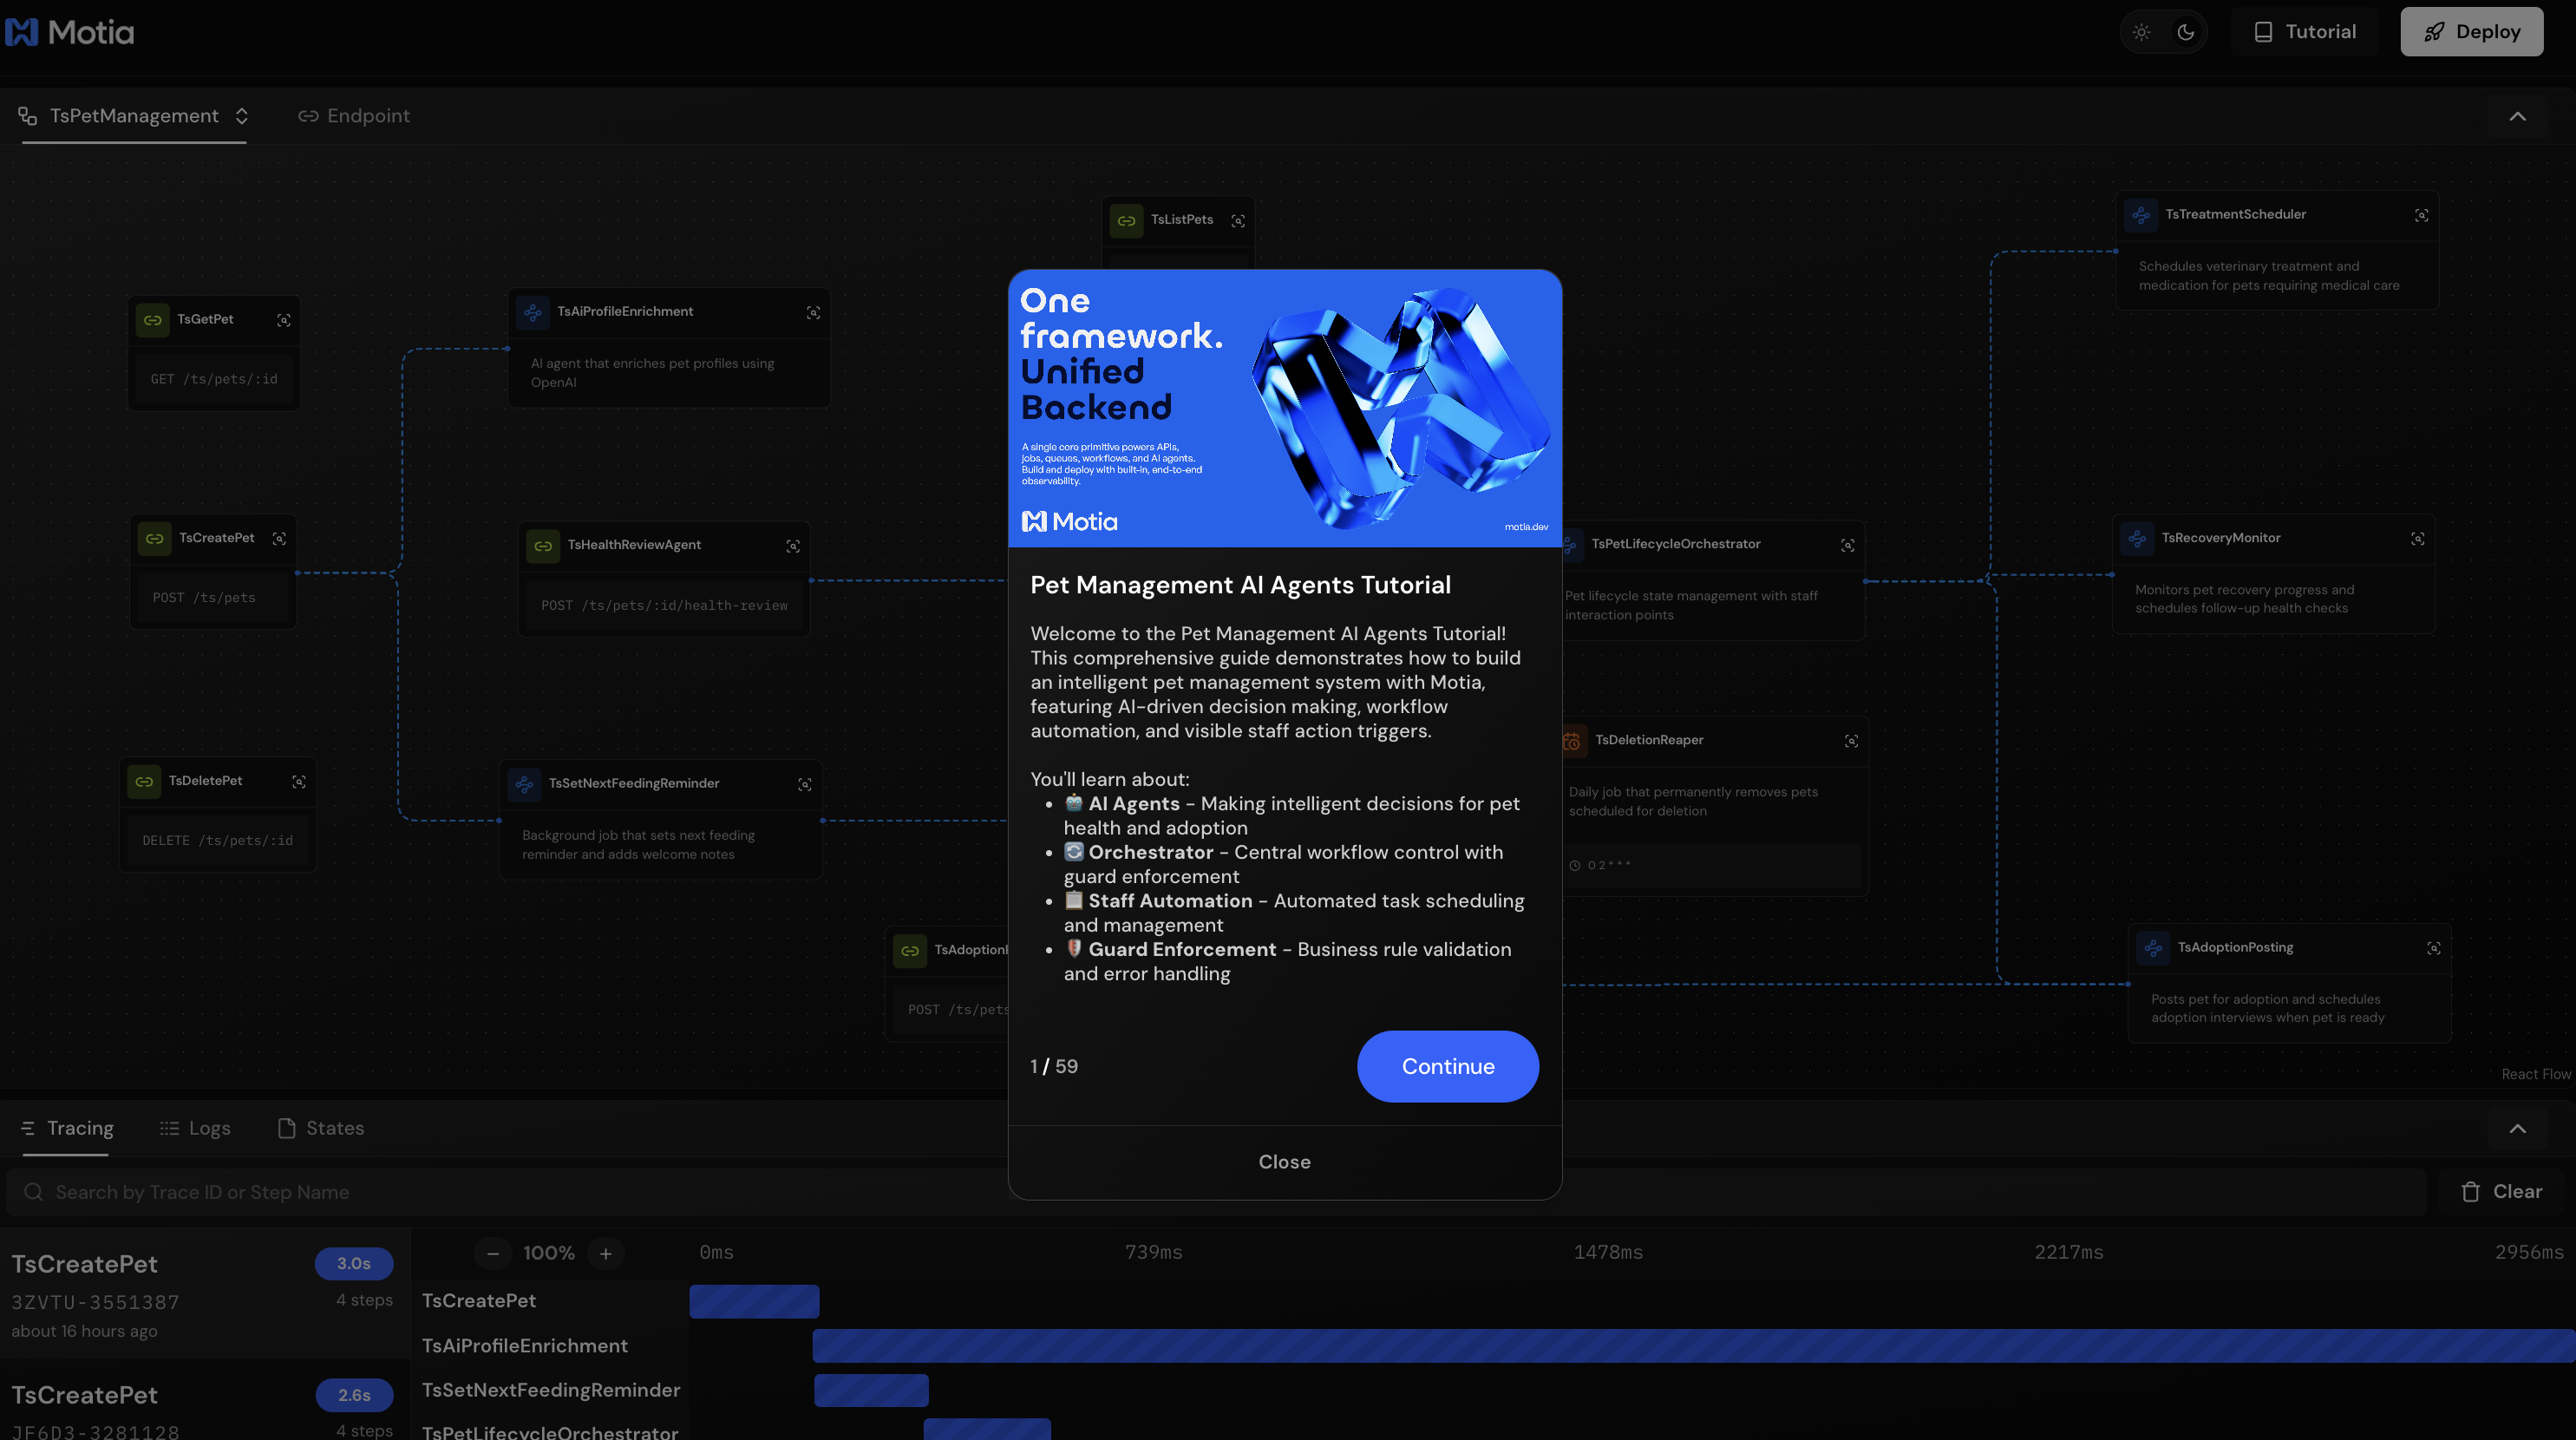 Motia
Tutorial
Deploy
TsPetManagement
Endpoint
TsListPets
TsTreatmentScheduler
Schedules veterinary treatment and
medication for pets requiring medical care
TsGetPet
GET /ts/pets/:id
TsAiProfileEnrichment
AI agent that enriches pet profiles using
OpenAI
TsCreatePet
POST /ts/pets
TsHealthReviewAgent
POST /ts/pets/:id/health-review
TsPetLifecycleOrchestrator
Pet lifecycle state management with staff
interaction points
TsRecoveryMonitor
Monitors pet recovery progress and
schedules follow-up health checks
TsDeletePet
DELETE /ts/pets/:id
TsSetNextFeedingReminder
Background job that sets next feeding
reminder and adds welcome notes
TsDeletionReaper
Daily job that permanently removes pets
scheduled for deletion
0 2 * * *
TsAdoption
POST /ts/pets
TsAdoptionPosting
Posts pet for adoption and schedules
adoption interviews when pet is ready
React Flow
One
framework.
Unified
Backend
A single core primitive powers APIs,
jobs, queues, workflows, and AI agents.
Build and deploy with built-in, end-to-end
observability.
Motia
motia.dev
Pet Management AI Agents Tutorial
Welcome to the Pet Management AI Agents Tutorial!
This comprehensive guide demonstrates how to build
an intelligent pet management system with Motia,
featuring AI-driven decision making, workflow
automation, and visible staff action triggers.
You'll learn about:
• 🤖 AI Agents - Making intelligent decisions for pet
health and adoption
• 🔄 Orchestrator - Central workflow control with
guard enforcement
• 📋 Staff Automation - Automated task scheduling
and management
• 🛡️ Guard Enforcement - Business rule validation
and error handling
1 / 59
Continue
Close
Tracing
Logs
States
Search by Trace ID or Step Name
Clear
TsCreatePet
3.0s
3ZVTU-3551387
4 steps
about 16 hours ago
TsCreatePet
2.6s
JF6D3-3281128
4 steps
100%
0ms
739ms
1478ms
2217ms
2956ms
TsCreatePet
TsAiProfileEnrichment
TsSetNextFeedingReminder
TsPetLifecycleOrchestrator